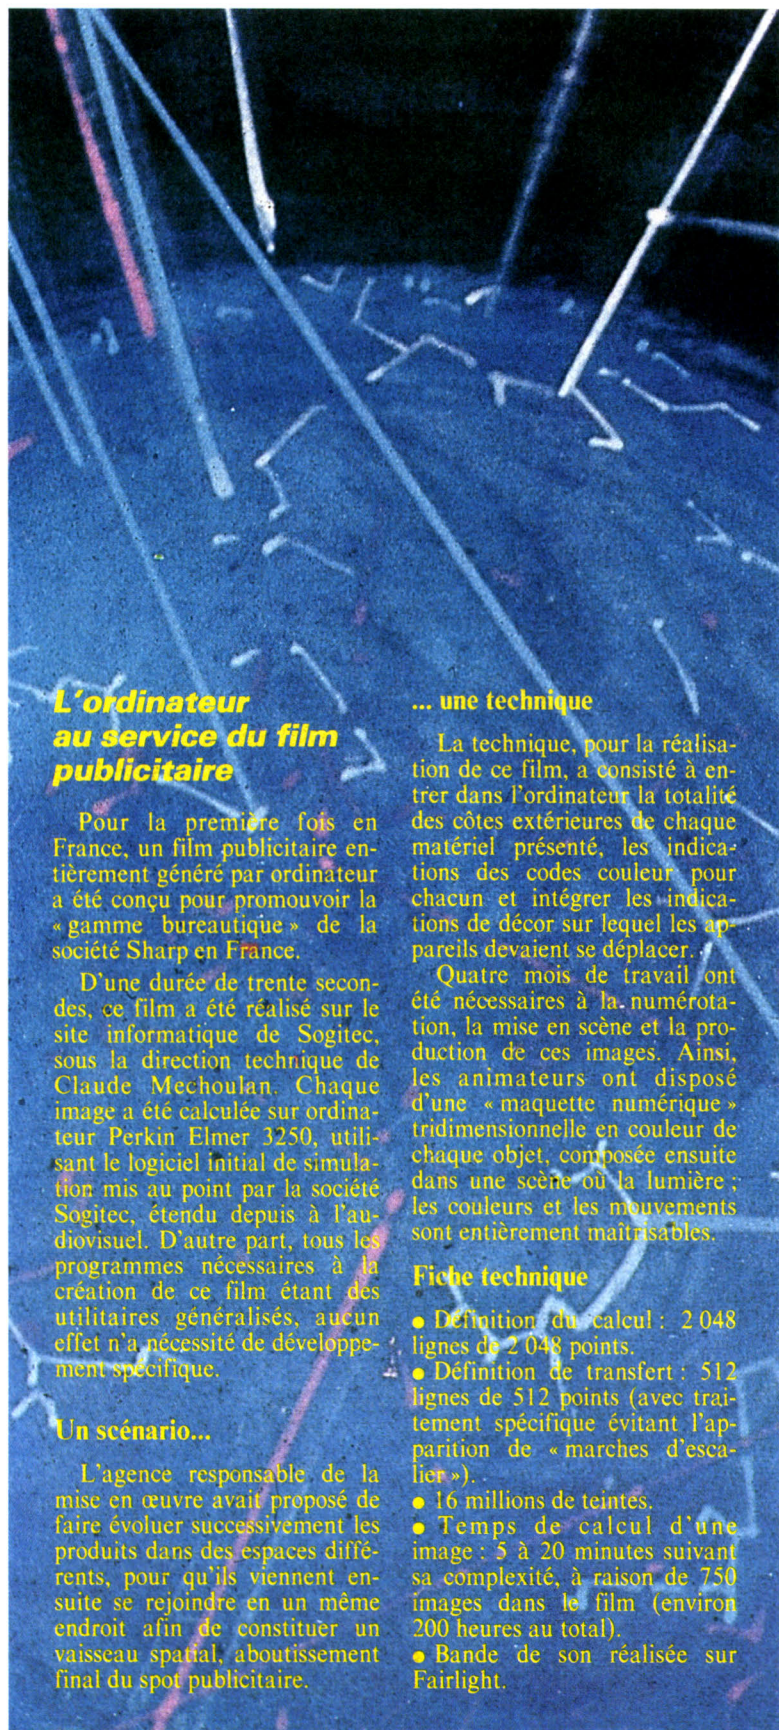 L'ordinateur
au service du film
publicitaire
Pour la première fois en
France, un film publicitaire en-
tièrement généré par ordinateur
a été conçu pour promouvoir la
« gamme bureautique » de la
société Sharp en France.
D'une durée de trente secon-
des, ce film a été réalisé sur le
site informatique de Sogitec,
sous la direction technique de
Claude Mechoulan. Chaque
image a été calculée sur ordina-
teur Perkin Elmer 3250, utili-
sant le logiciel initial de simula-
tion mis au point par la société
Sogitec, étendu depuis à l'au-
diovisuel. D'autre part, tous les
programmes nécessaires à la
création de ce film étant des
utilitaires généralisés, aucun
effet n'a nécessité de développe-
ment spécifique.
Un scénario...
L'agence responsable de la
mise en œuvre avait proposé de
faire évoluer successivement les
produits dans des espaces diffé-
rents, pour qu'ils viennent en-
suite se rejoindre en un même
endroit afin de constituer un
vaisseau spatial, aboutissement
final du spot publicitaire.
... une technique
La technique, pour la réalisa-
tion de ce film, a consisté à en-
trer dans l'ordinateur la totalité
des côtes extérieures de chaque
matériel présenté, les indica-
tions des codes couleur pour
chacun et intégrer les indica-
tions de décor sur lequel les ap-
pareils devaient se déplacer.
Quatre mois de travail ont
été nécessaires à la numérota-
tion, la mise en scène et la pro-
duction de ces images. Ainsi,
les animateurs ont disposé
d'une « maquette numérique »
tridimensionnelle en couleur de
chaque objet, composée ensuite
dans une scène où la lumière ;
les couleurs et les mouvements
sont entièrement maîtrisables.
Fiche technique
● Définition du calcul : 2 048
lignes de 2 048 points.
● Définition de transfert : 512
lignes de 512 points (avec trai-
tement spécifique évitant l'ap-
parition de « marches d'esca-
lier »).
● 16 millions de teintes.
● Temps de calcul d'une
image : 5 à 20 minutes suivant
sa complexité, à raison de 750
images dans le film (environ
200 heures au total).
● Bande de son réalisée sur
Fairlight.